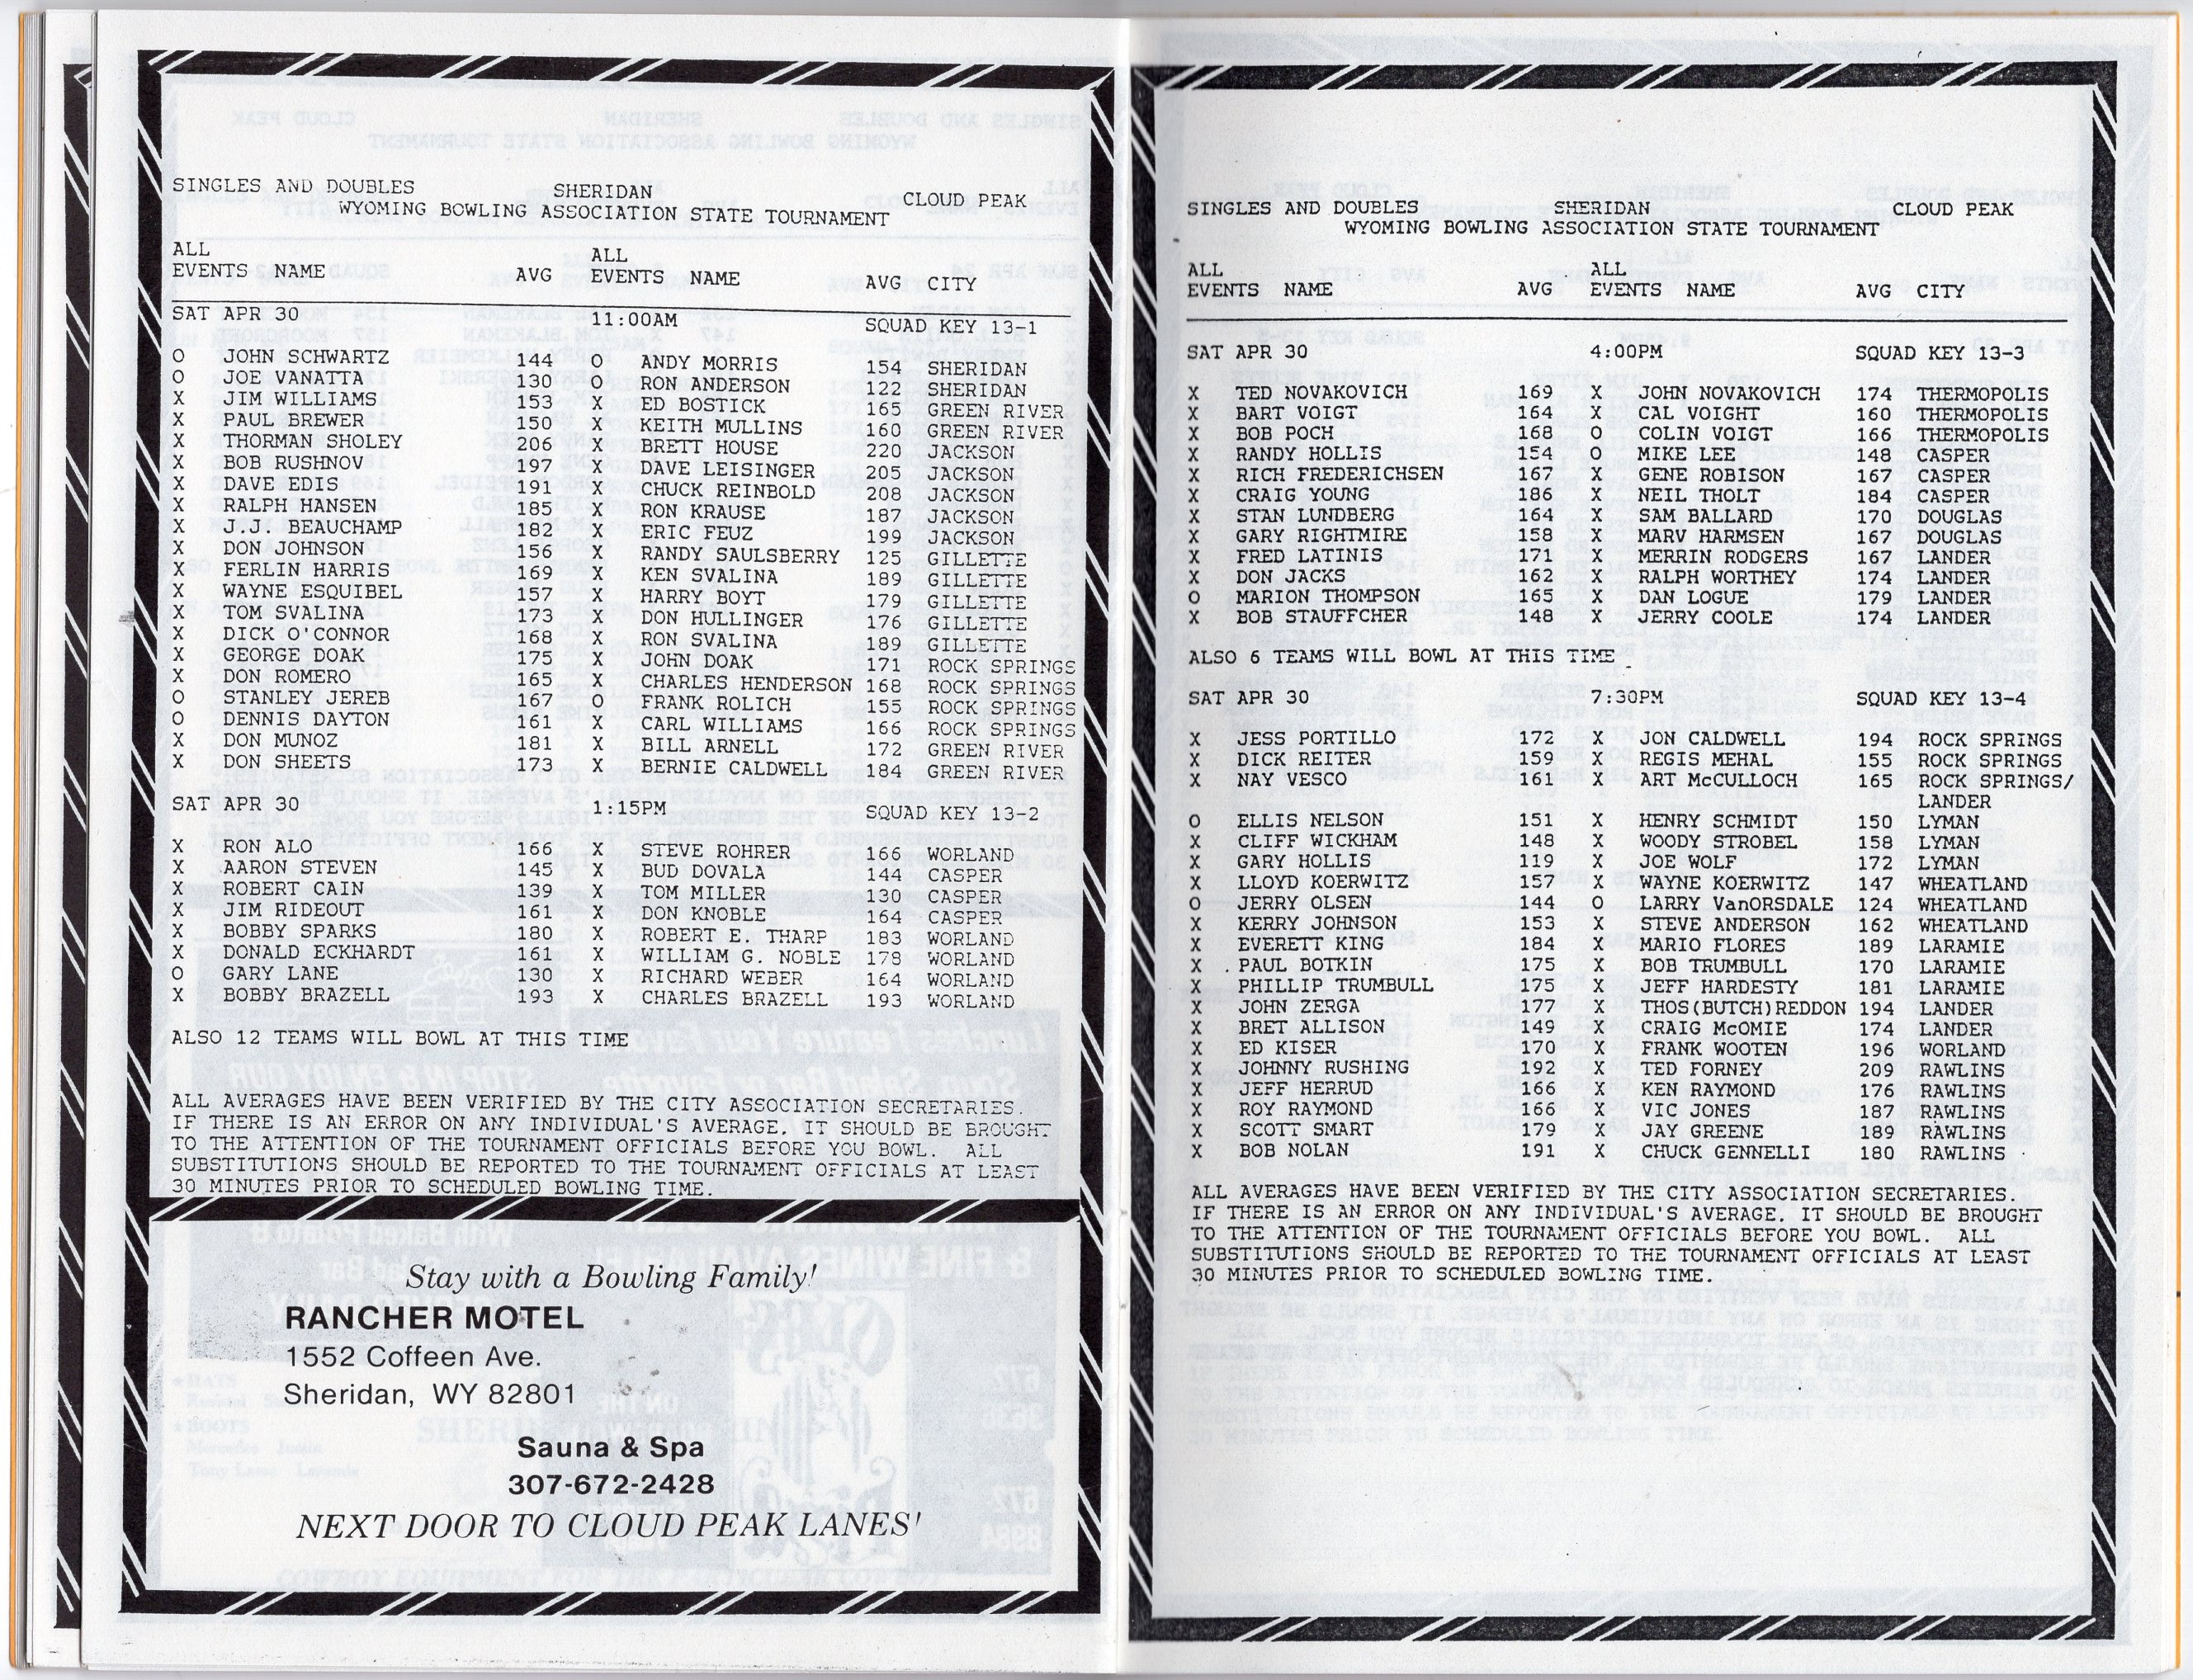 SINGLES AND DOUBLES SHERIDAN CLOUD PEAK
WYOMING BOWLING ASSOCIATION STATE TOURNAMENT
ALL ALL
EVENTS NAME AVG EVENTS NAME AVG CITY
SAT APR 30 11:00AM SQUAD KEY 13-1
O JOHN SCHWARTZ 144 O ANDY MORRIS 154 SHERIDAN
O JOE VANATTA 130 O RON ANDERSON 122 SHERIDAN
X JIM WILLIAMS 153 X ED BOSTICK 165 GREEN RIVER
X PAUL BREWER 150 X KEITH MULLINS 160 GREEN RIVER
X THORMAN SHOLEY 206 X BRETT HOUSE 220 JACKSON
X BOB RUSHNOV 197 X DAVE LEISINGER 205 JACKSON
X DAVE EDIS 191 X CHUCK REINBOLD 208 JACKSON
X RALPH HANSEN 185 X RON KRAUSE 187 JACKSON
X J.J. BEAUCHAMP 182 X ERIC FEUZ 199 JACKSON
X DON JOHNSON 156 X RANDY SAULSBERRY 125 GILLETTE
X FERLIN HARRIS 169 X KEN SVALINA 189 GILLETTE
X WAYNE ESQUIBEL 157 X HARRY BOYT 179 GILLETTE
X TOM SVALINA 173 X DON HULLINGER 176 GILLETTE
X DICK O'CONNOR 168 X RON SVALINA 189 GILLETTE
X GEORGE DOAK 175 X JOHN DOAK 171 ROCK SPRINGS
X DON ROMERO 165 X CHARLES HENDERSON 168 ROCK SPRINGS
O STANLEY JEREB 167 O FRANK ROLICH 155 ROCK SPRINGS
O DENNIS DAYTON 161 X CARL WILLIAMS 166 ROCK SPRINGS
X DON MUNOZ 181 X BILL ARNELL 172 GREEN RIVER
X DON SHEETS 173 X BERNIE CALDWELL 184 GREEN RIVER
SAT APR 30 1:15PM SQUAD KEY 13-2
X RON ALO 166 X STEVE ROHRER 166 WORLAND
X AARON STEVEN 145 X BUD DOVALA 144 CASPER
X ROBERT CAIN 139 X TOM MILLER 130 CASPER
X JIM RIDEOUT 161 X DON KNOBLE 164 CASPER
X BOBBY SPARKS 180 X ROBERT E. THARP 183 WORLAND
X DONALD ECKHARDT 161 X WILLIAM G. NOBLE 178 WORLAND
O GARY LANE 130 X RICHARD WEBER 164 WORLAND
X BOBBY BRAZELL 193 X CHARLES BRAZELL 193 WORLAND
ALSO 12 TEAMS WILL BOWL AT THIS TIME
ALL AVERAGES HAVE BEEN VERIFIED BY THE CITY ASSOCIATION SECRETARIES.
IF THERE IS AN ERROR ON ANY INDIVIDUAL'S AVERAGE, IT SHOULD BE BROUGHT
TO THE ATTENTION OF THE TOURNAMENT OFFICIALS BEFORE YOU BOWL. ALL
SUBSTITUTIONS SHOULD BE REPORTED TO THE TOURNAMENT OFFICIALS AT LEAST
30 MINUTES PRIOR TO SCHEDULED BOWLING TIME.
Stay with a Bowling Family!
RANCHER MOTEL
1552 Coffeen Ave.
Sheridan, WY 82801
Sauna & Spa
307-672-2428
NEXT DOOR TO CLOUD PEAK LANES'
SINGLES AND DOUBLES SHERIDAN CLOUD PEAK
WYOMING BOWLING ASSOCIATION STATE TOURNAMENT
ALL ALL
EVENTS NAME AVG EVENTS NAME AVG CITY
SAT APR 30 4:00PM SQUAD KEY 13-3
X TED NOVAKOVICH 169 X JOHN NOVAKOVICH 174 THERMOPOLIS
X BART VOIGT 164 X CAL VOIGHT 160 THERMOPOLIS
X BOB POCH 168 O COLIN VOIGT 166 THERMOPOLIS
X RANDY HOLLIS 154 O MIKE LEE 148 CASPER
X RICH FREDERICHSEN 167 X GENE ROBISON 167 CASPER
X CRAIG YOUNG 186 X NEIL THOLT 184 CASPER
X STAN LUNDBERG 164 X SAM BALLARD 170 DOUGLAS
X GARY RIGHTMIRE 158 X MARV HARMSEN 167 DOUGLAS
X FRED LATINIS 171 X MERRIN RODGERS 167 LANDER
X DON JACKS 162 X RALPH WORTHEY 174 LANDER
O MARION THOMPSON 165 X DAN LOGUE 179 LANDER
X BOB STAUFFCHER 148 X JERRY COOLE 174 LANDER
ALSO 6 TEAMS WILL BOWL AT THIS TIME
SAT APR 30 7:30PM SQUAD KEY 13-4
X JESS PORTILLO 172 X JON CALDWELL 194 ROCK SPRINGS
X DICK REITER 159 X REGIS MEHAL 155 ROCK SPRINGS
X NAY VESCO 161 X ART McCULLOCH 165 ROCK SPRINGS/
LANDER
O ELLIS NELSON 151 X HENRY SCHMIDT 150 LYMAN
X CLIFF WICKHAM 148 X WOODY STROBEL 158 LYMAN
X GARY HOLLIS 119 X JOE WOLF 172 LYMAN
X LLOYD KOERWITZ 157 X WAYNE KOERWITZ 147 WHEATLAND
O JERRY OLSEN 144 O LARRY VanORSDALE 124 WHEATLAND
X KERRY JOHNSON 153 X STEVE ANDERSON 162 WHEATLAND
X EVERETT KING 184 X MARIO FLORES 189 LARAMIE
X PAUL BOTKIN 175 X BOB TRUMBULL 170 LARAMIE
X PHILLIP TRUMBULL 175 X JEFF HARDESTY 181 LARAMIE
X JOHN ZERGA 177 X THOS(BUTCH)REDDON 194 LANDER
X BRET ALLISON 149 X CRAIG McOMIE 174 LANDER
X ED KISER 170 X FRANK WOOTEN 196 WORLAND
X JOHNNY RUSHING 192 X TED FORNEY 209 RAWLINS
X JEFF HERRUD 166 X KEN RAYMOND 176 RAWLINS
X ROY RAYMOND 166 X VIC JONES 187 RAWLINS
X SCOTT SMART 179 X JAY GREENE 189 RAWLINS
X BOB NOLAN 191 X CHUCK GENNELLI 180 RAWLINS
ALL AVERAGES HAVE BEEN VERIFIED BY THE CITY ASSOCIATION SECRETARIES.
IF THERE IS AN ERROR ON ANY INDIVIDUAL'S AVERAGE, IT SHOULD BE BROUGHT
TO THE ATTENTION OF THE TOURNAMENT OFFICIALS BEFORE YOU BOWL. ALL
SUBSTITUTIONS SHOULD BE REPORTED TO THE TOURNAMENT OFFICIALS AT LEAST
30 MINUTES PRIOR TO SCHEDULED BOWLING TIME.